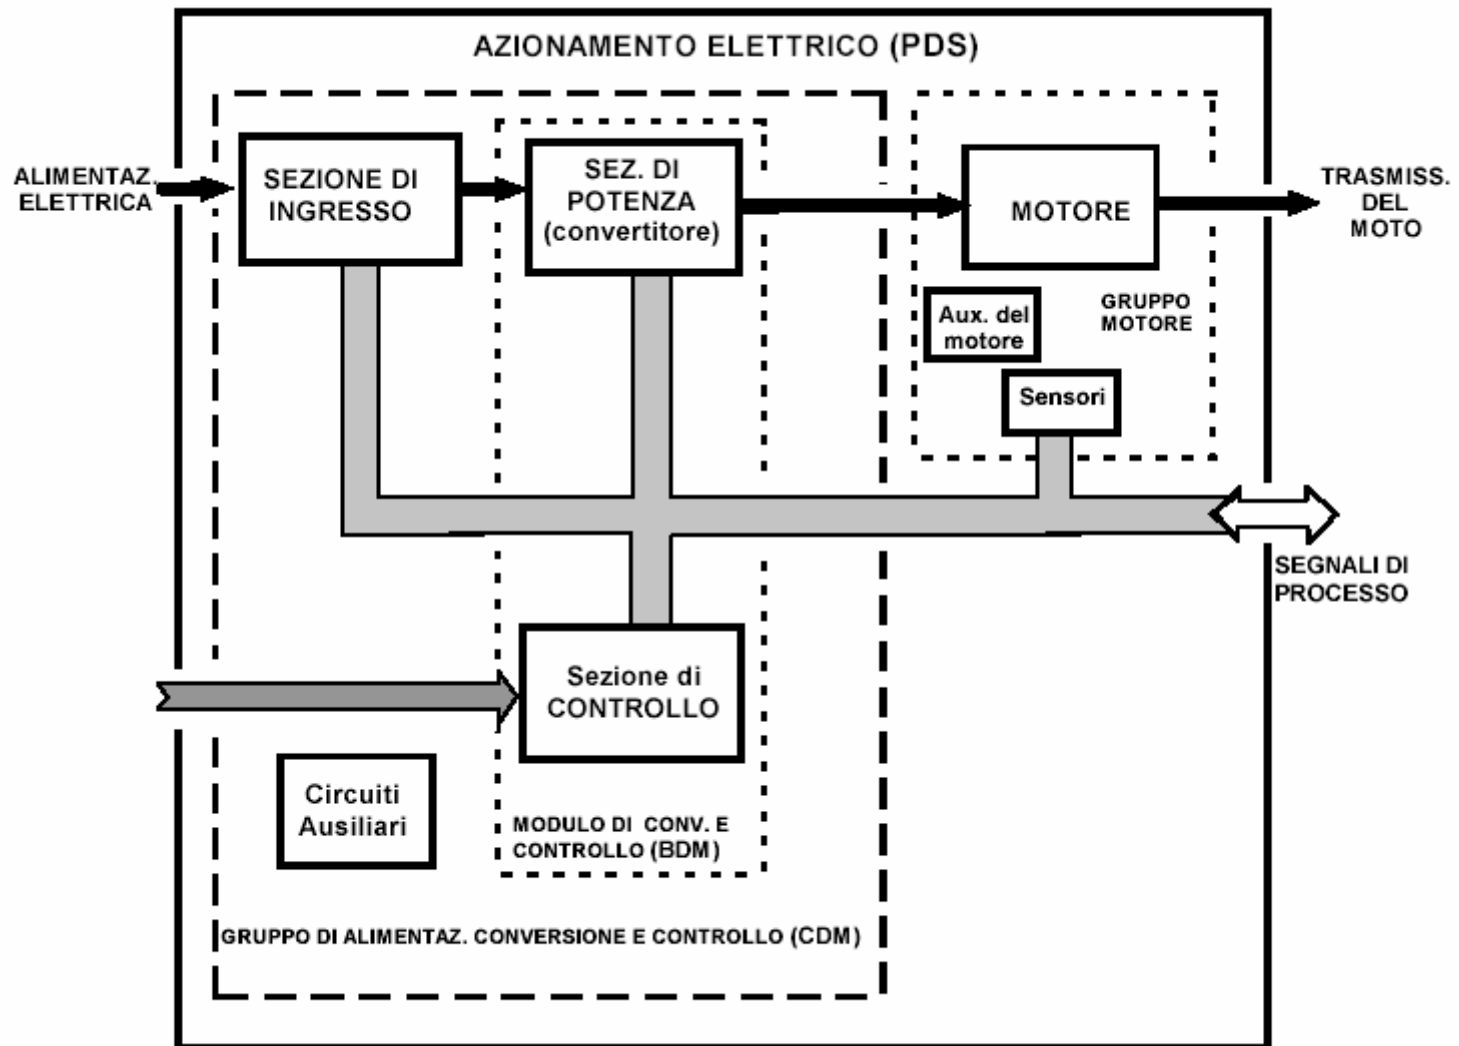 AZIONAMENTO ELETTRICO (PDS)
ALIMENTAZ.
ELETTRICA
SEZIONE DI
INGRESSO
SEZ. DI
POTENZA
(convertitore)
MOTORE
TRASMISS.
DEL
MOTO
Aux. del
motore
GRUPPO
MOTORE
Sensori
SEGNALI DI
PROCESSO
Sezione di
CONTROLLO
Circuiti
Ausiliari
MODULO DI CONV. E
CONTROLLO (BDM)
GRUPPO DI ALIMENTAZ. CONVERSIONE E CONTROLLO (CDM)